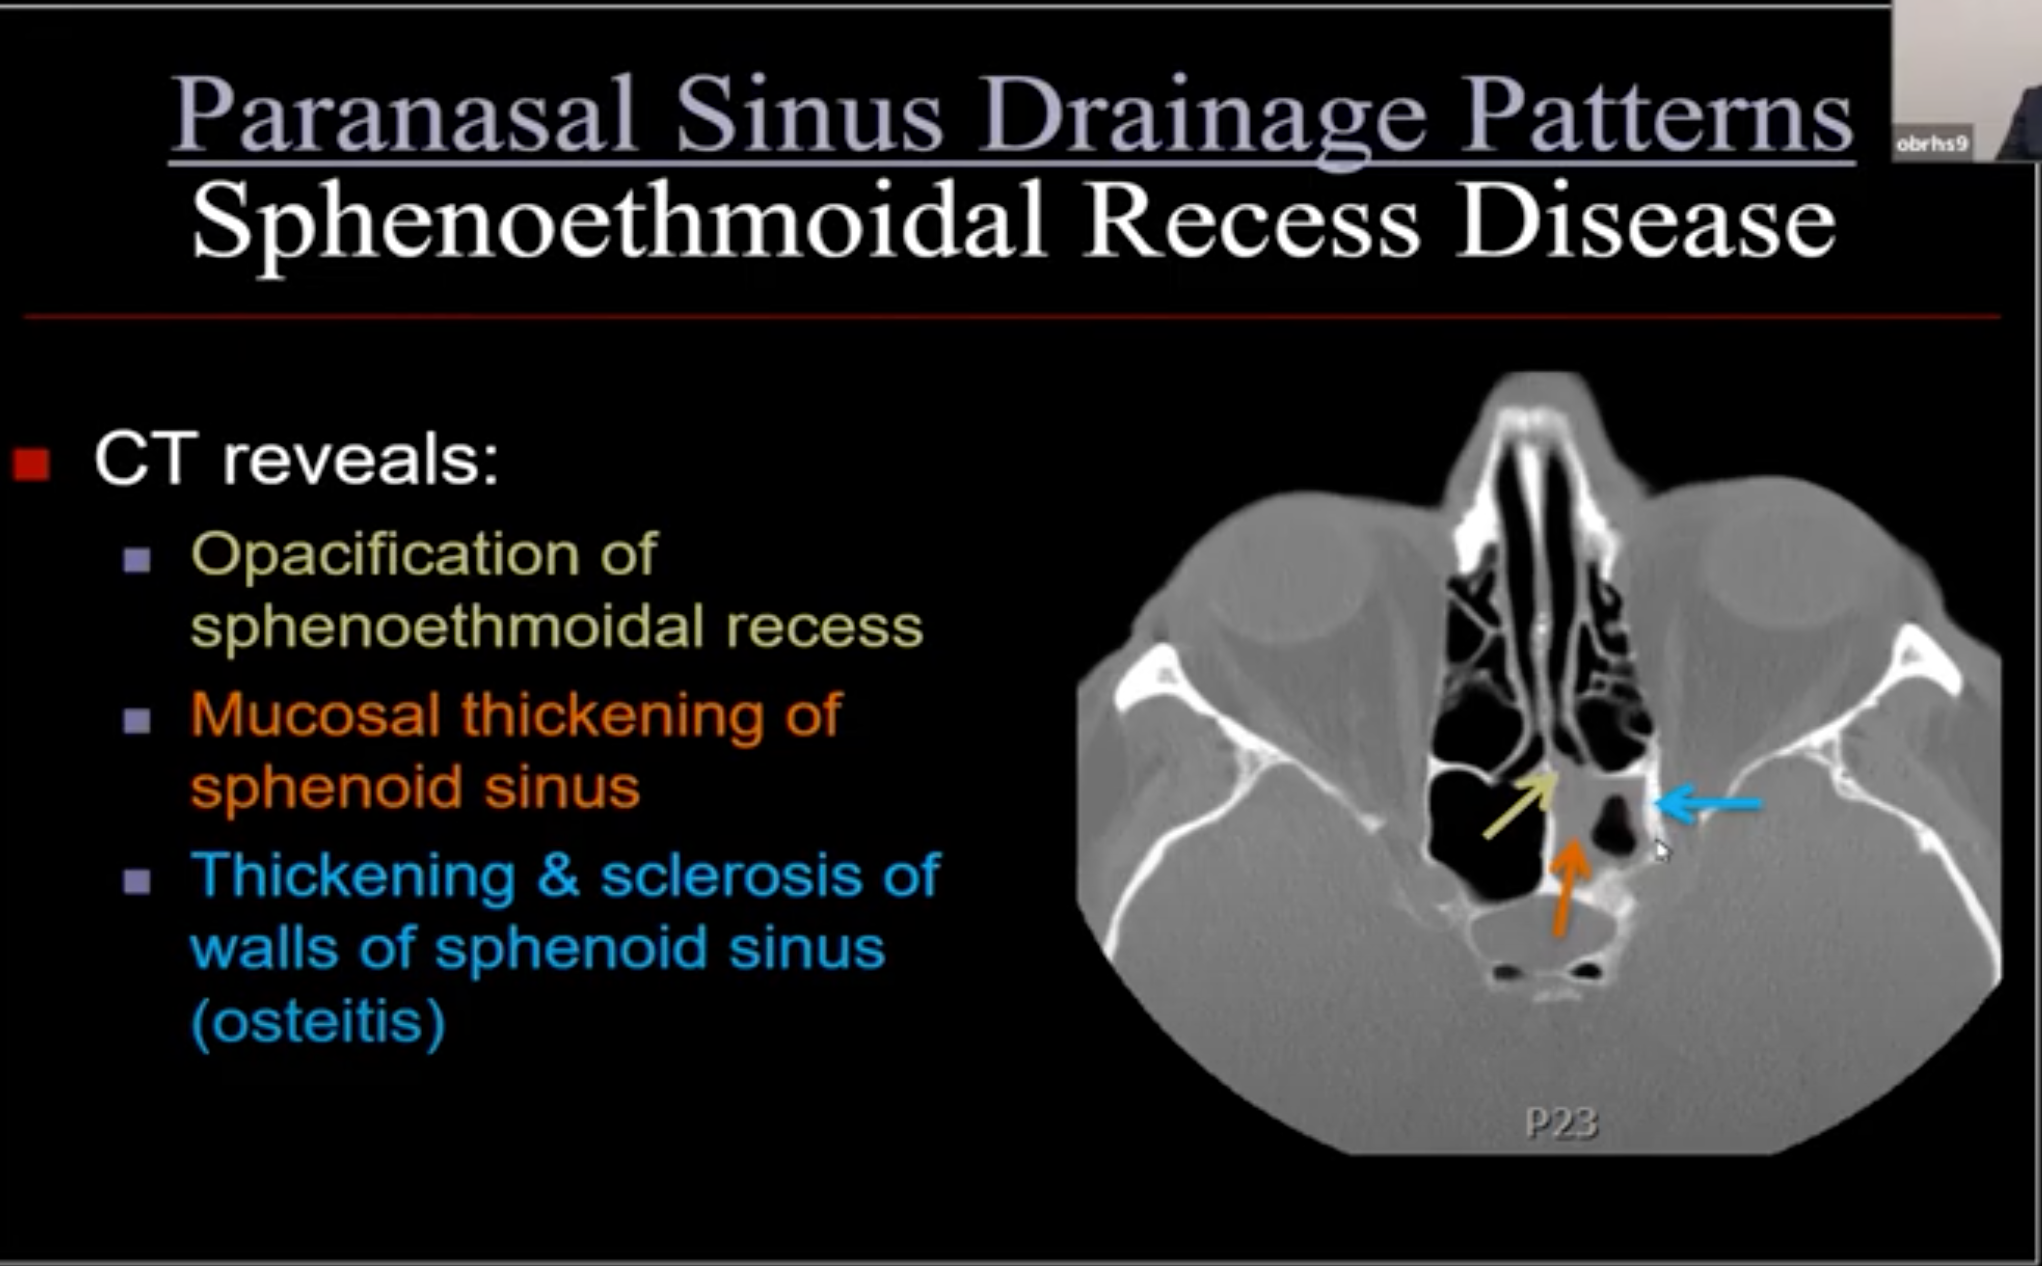 Paranasal Sinus Drainage Patterns
obrhs9
Sphenoethmoidal Recess Disease
CT reveals:
Opacification of
sphenoethmoidal recess
Mucosal thickening of
sphenoid sinus
Thickening & sclerosis of
walls of sphenoid sinus
(osteitis)
P23